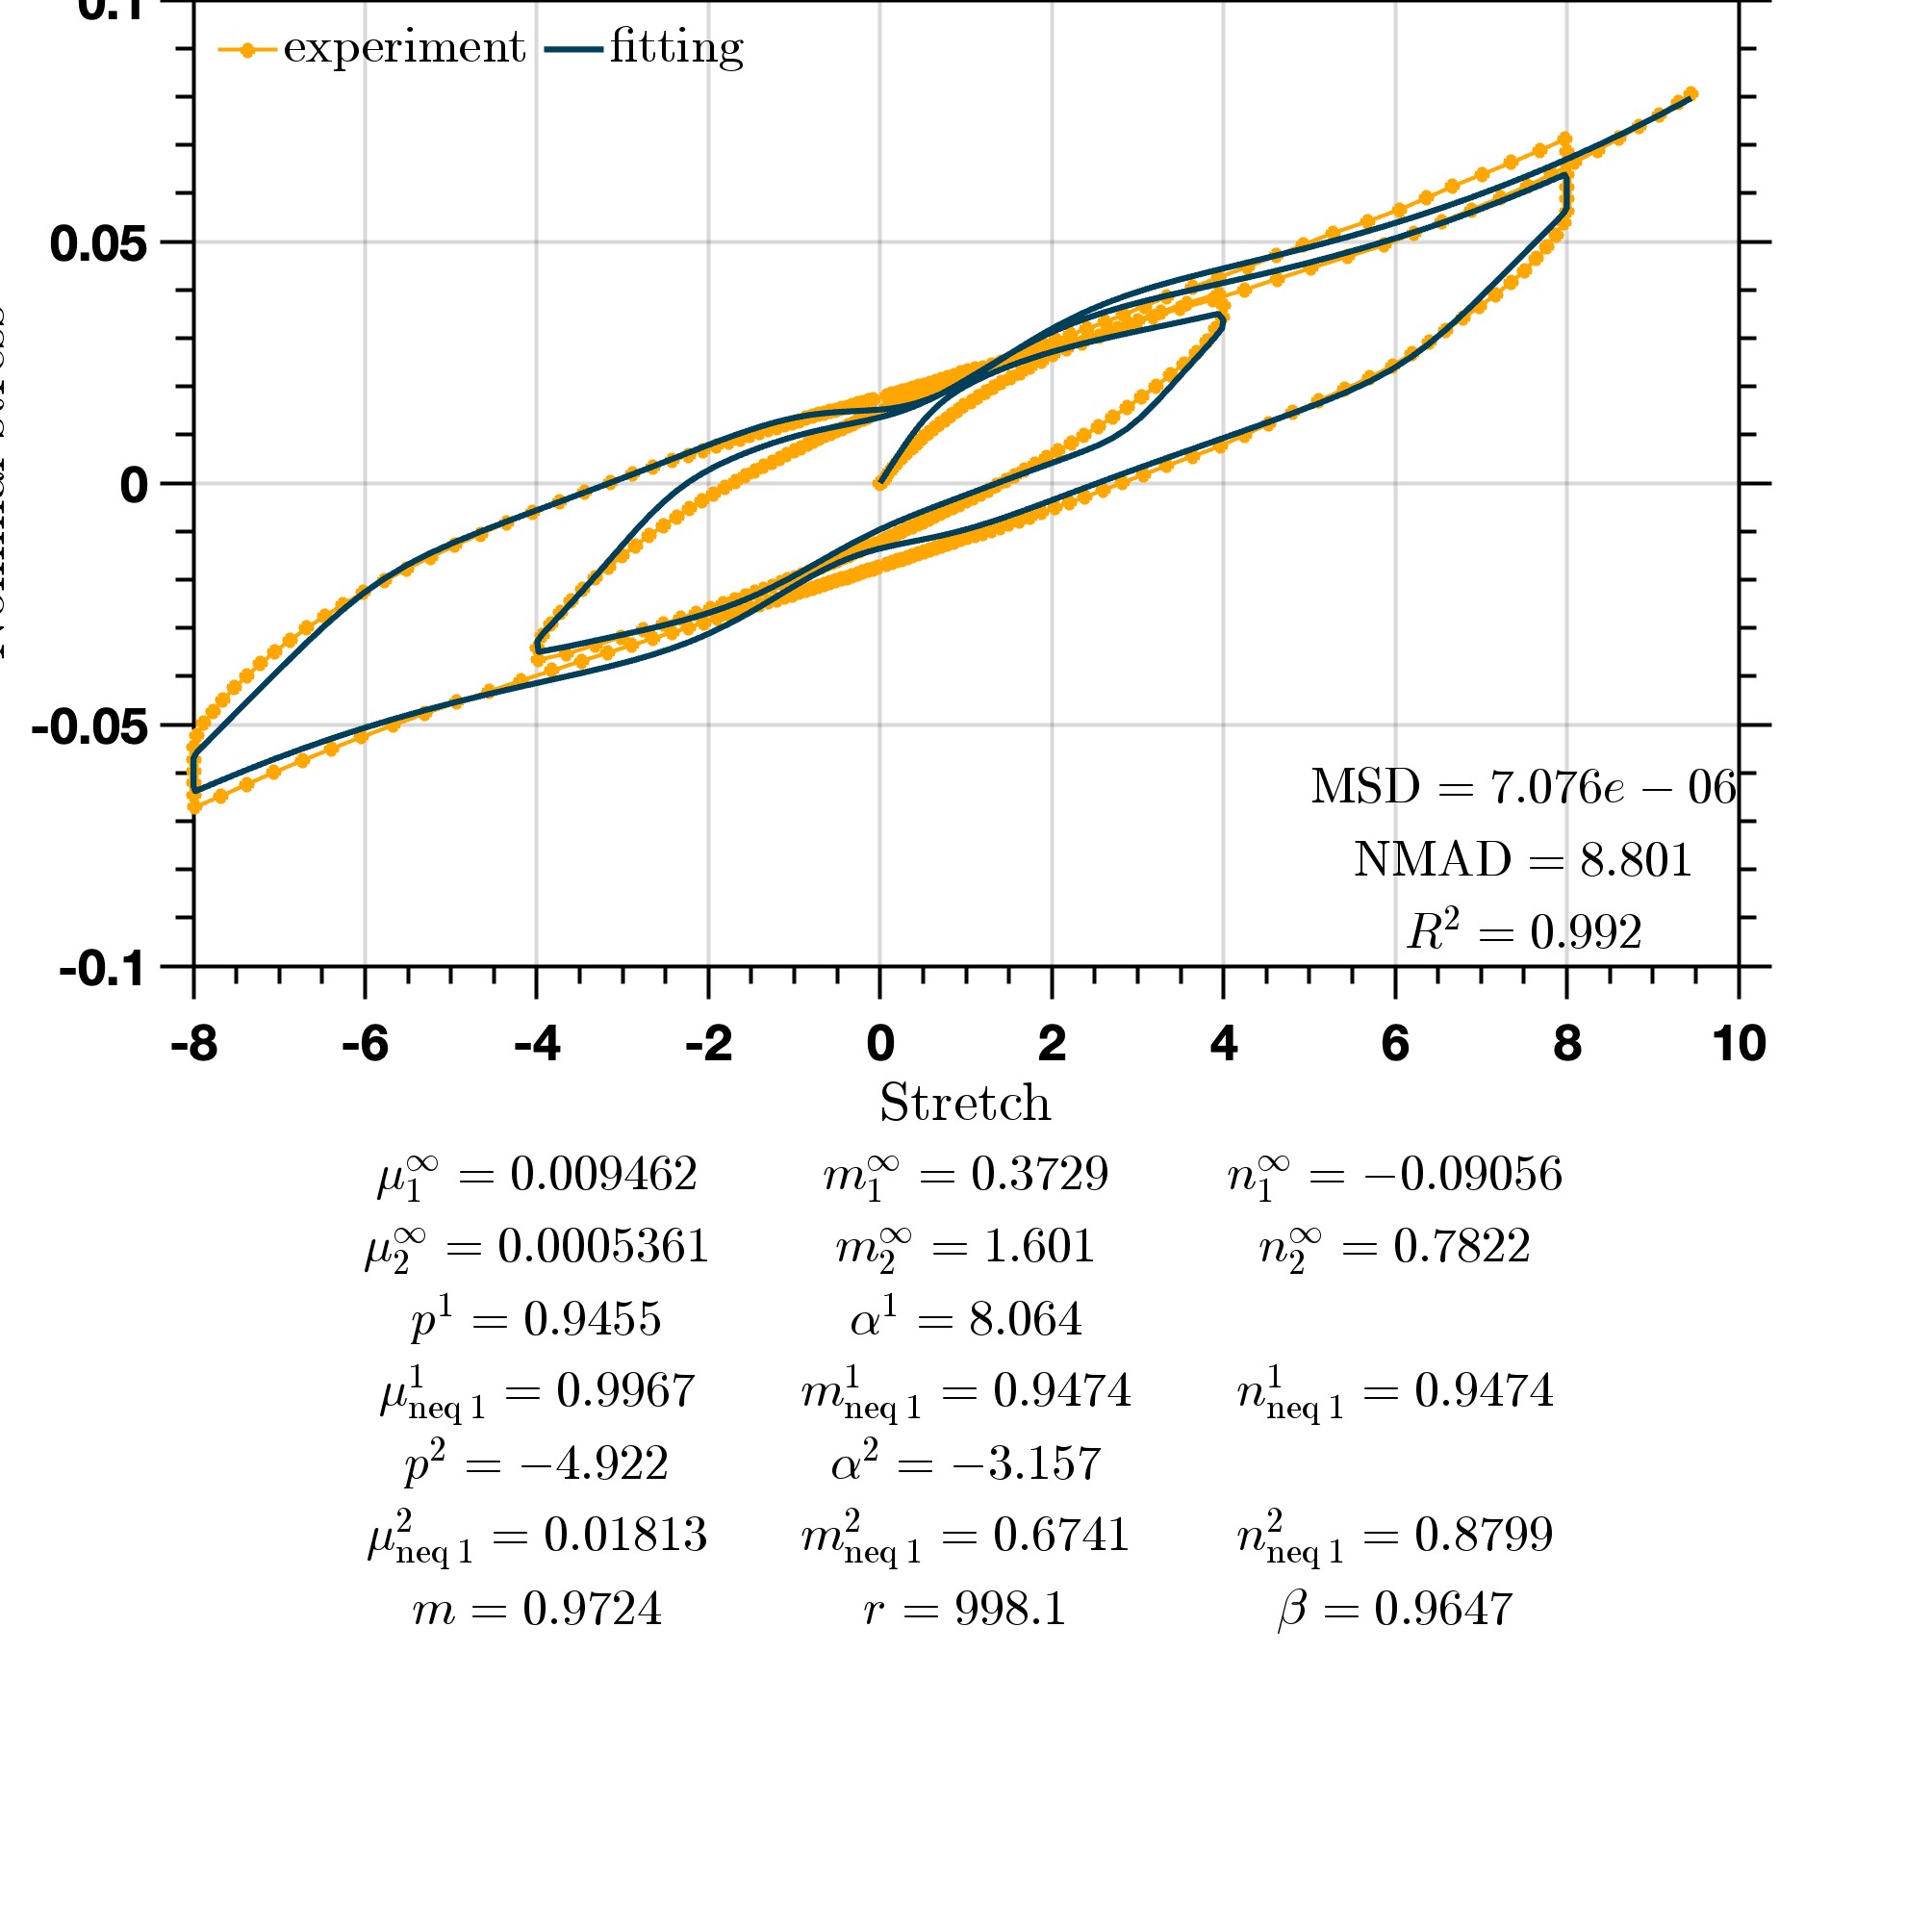 0.1
experiment fitting
0.05
0
-0.05
-0.1
MSD = 7.076e − 06
NMAD = 8.801
R² = 0.992
-8 -6 -4 -2 0 2 4 6 8 10
Stretch
μ₁^∞ = 0.009462 m₁^∞ = 0.3729 n₁^∞ = −0.09056
μ₂^∞ = 0.0005361 m₂^∞ = 1.601 n₂^∞ = 0.7822
p¹ = 0.9455 α¹ = 8.064
μ¹_neq 1 = 0.9967 m¹_neq 1 = 0.9474 n¹_neq 1 = 0.9474
p² = −4.922 α² = −3.157
μ²_neq 1 = 0.01813 m²_neq 1 = 0.6741 n²_neq 1 = 0.8799
m = 0.9724 r = 998.1 β = 0.9647